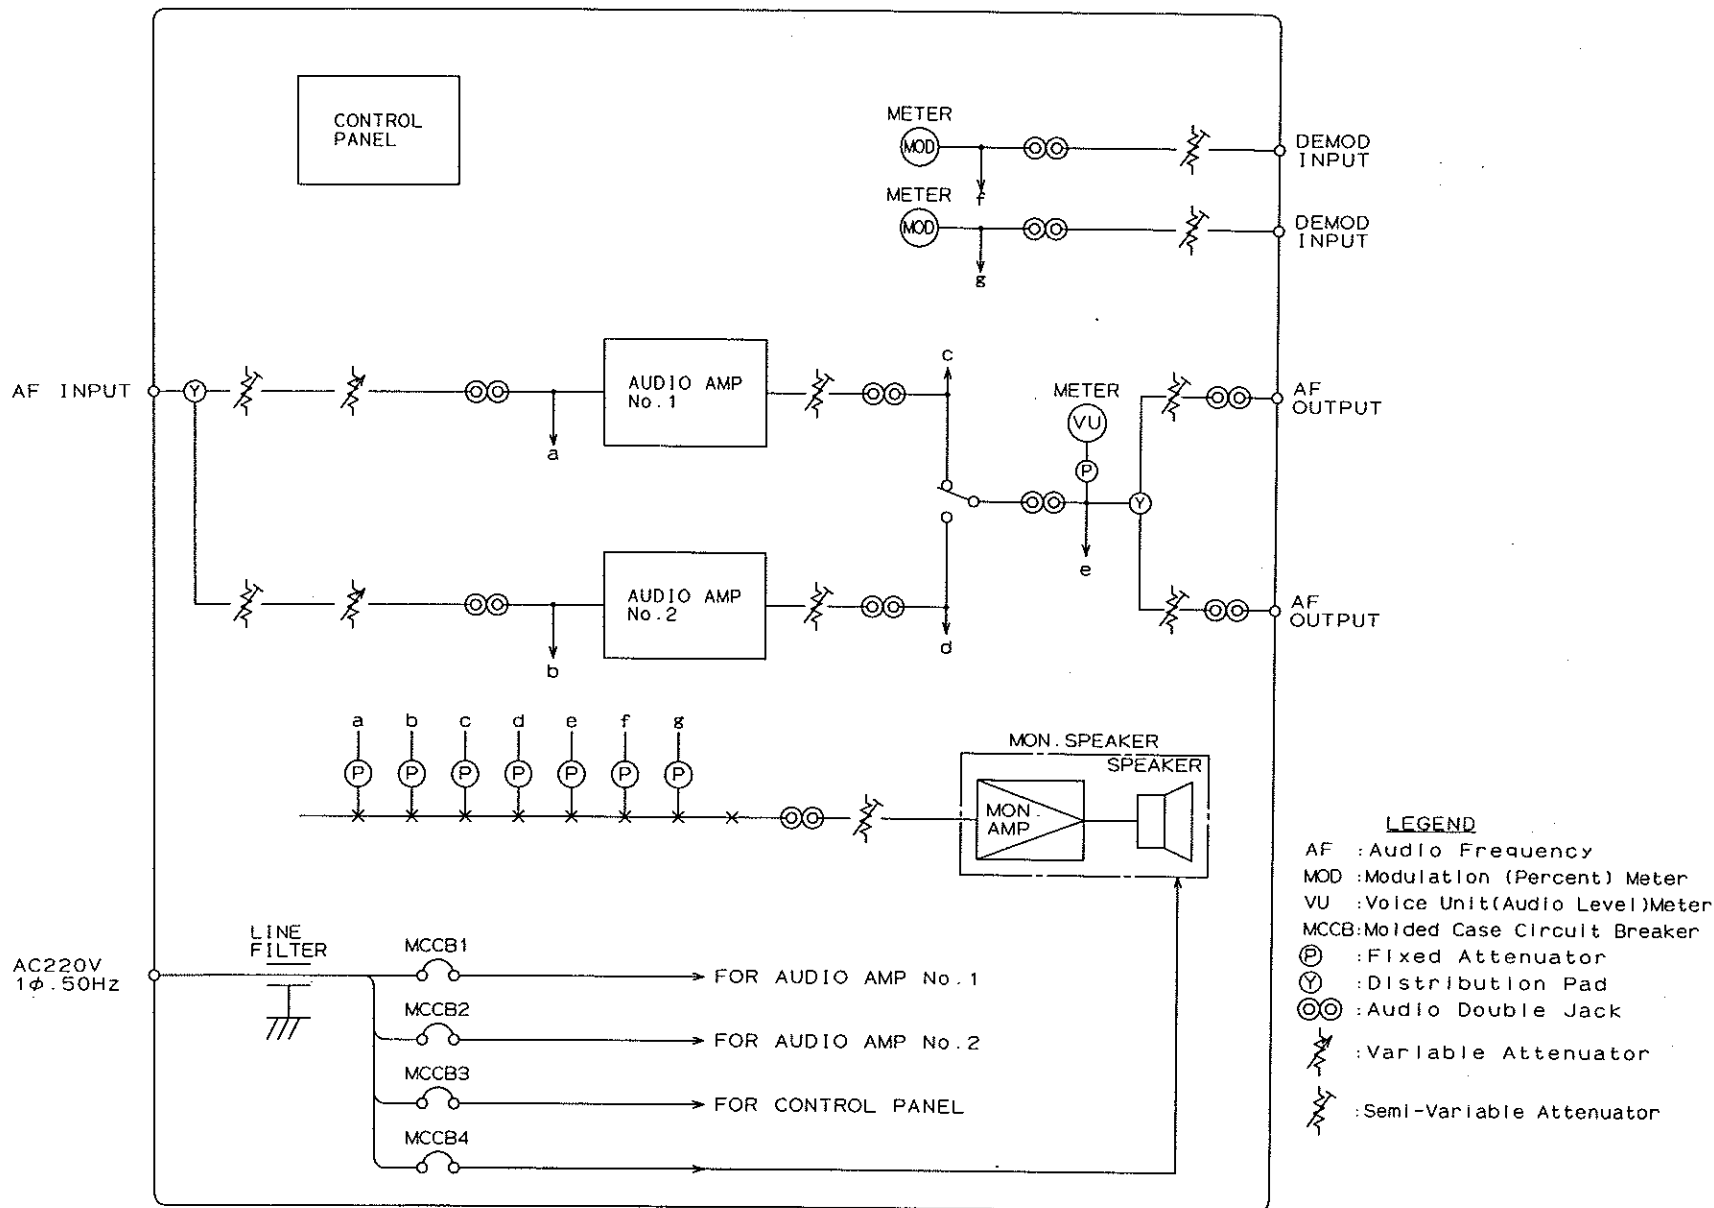 CONTROL
PANEL
METER
MOD
f
DEMOD
INPUT
METER
MOD
g
DEMOD
INPUT
AF INPUT
Y
a
AUDIO AMP
No.1
c
METER
VU
P
e
Y
AF
OUTPUT
b
AUDIO AMP
No.2
d
AF
OUTPUT
a b c d e f g
P P P P P P P
MON.SPEAKER
SPEAKER
MON.
AMP
LEGEND
AF :Audio Frequency
MOD :Modulation (Percent) Meter
VU :Voice Unit(Audio Level)Meter
MCCB:Molded Case Circuit Breaker
P :Fixed Attenuator
Y :Distribution Pad
:Audio Double Jack
:Variable Attenuator
:Semi-Variable Attenuator
AC220V
1φ.50Hz
LINE
FILTER
MCCB1
FOR AUDIO AMP No.1
MCCB2
FOR AUDIO AMP No.2
MCCB3
FOR CONTROL PANEL
MCCB4